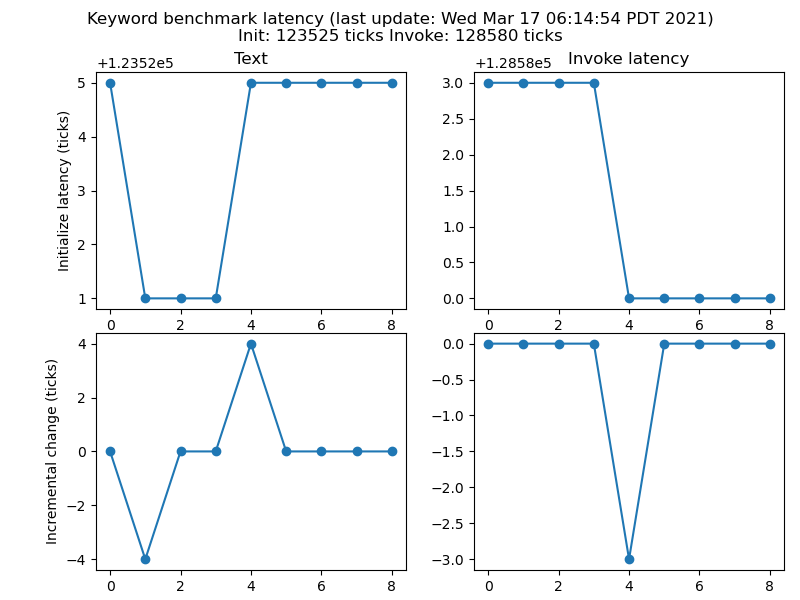 Keyword benchmark latency (last update: Wed Mar 17 06:14:54 PDT 2021)
Init: 123525 ticks Invoke: 128580 ticks
Text
+1.2352e5
Initialize latency (ticks)
5
4
3
2
1
0 2 4 6 8
Invoke latency
+1.2858e5
3.0
2.5
2.0
1.5
1.0
0.5
0.0
0 2 4 6 8
Incremental change (ticks)
4
2
0
−2
−4
0 2 4 6 8
0.0
−0.5
−1.0
−1.5
−2.0
−2.5
−3.0
0 2 4 6 8